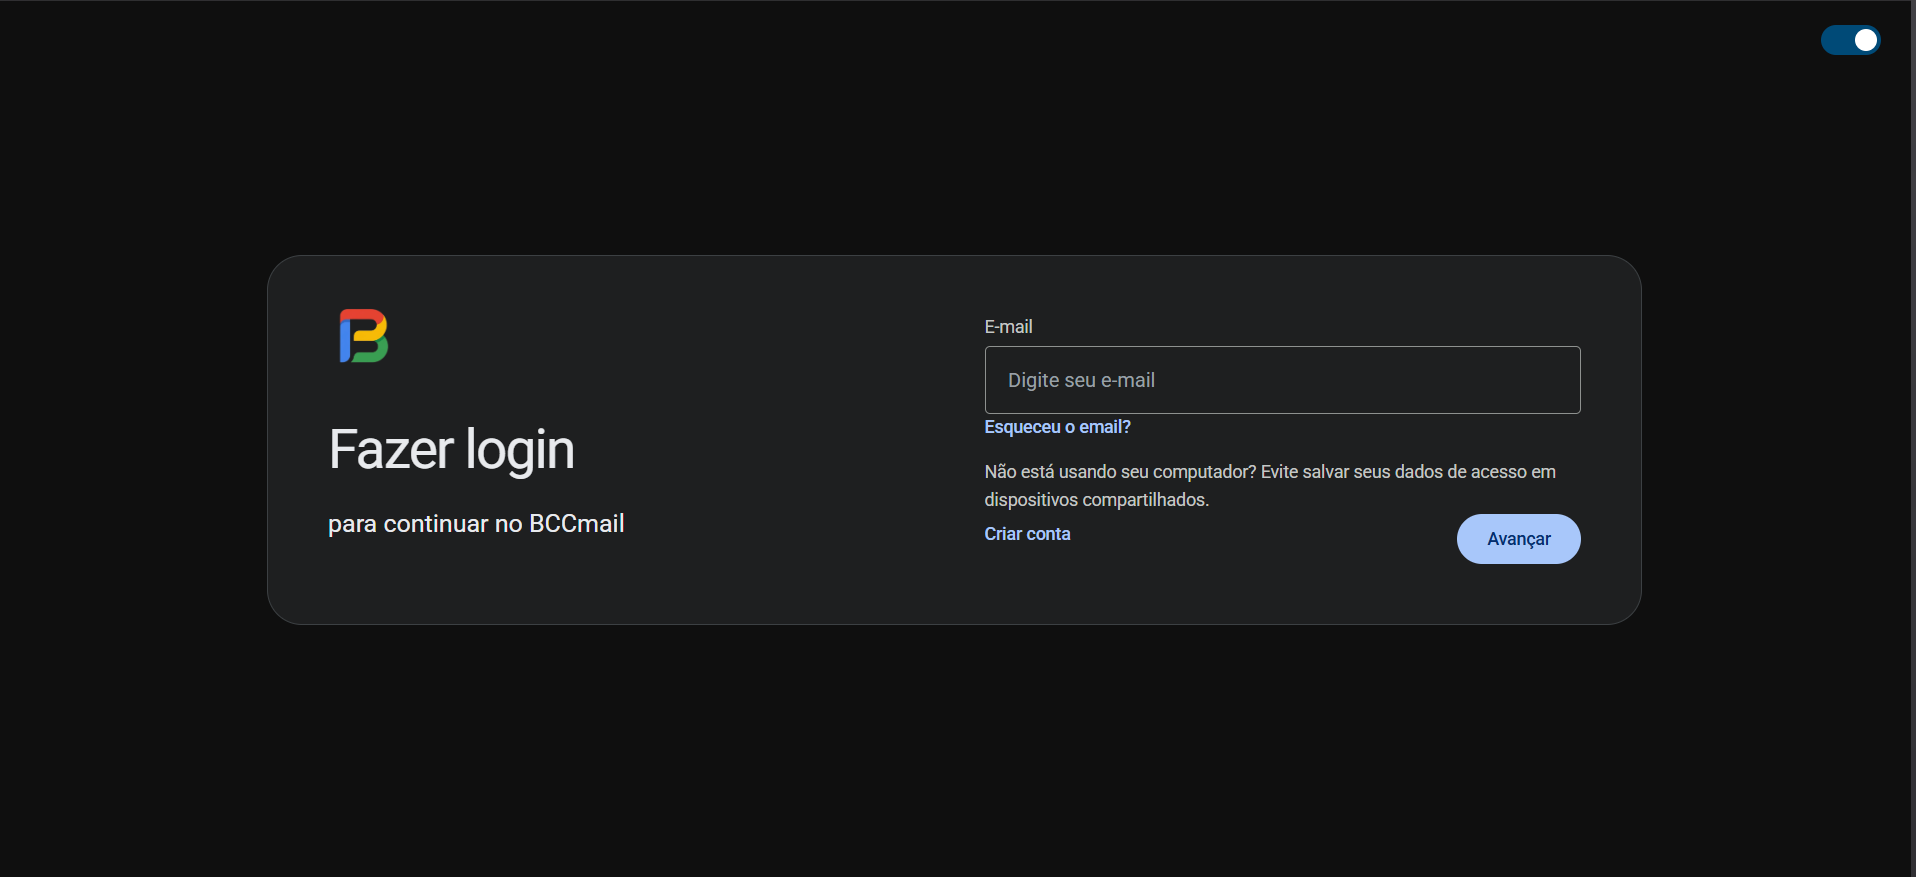 Fazer login
para continuar no BCCmail
E-mail
Digite seu e-mail
Esqueceu o email?
Não está usando seu computador? Evite salvar seus dados de acesso em
dispositivos compartilhados.
Criar conta
Avançar